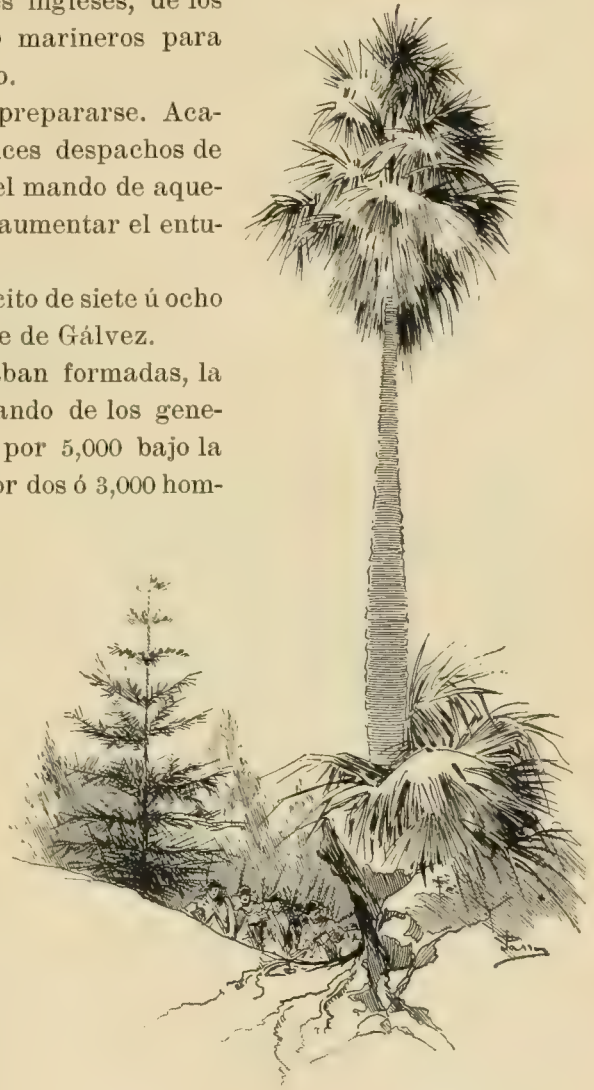 es ingleses, de los
marineros para
o.
prepararse. Aca-
ces despachos de
el mando de aque-
aumentar el entu-
cito de siete ú ocho
e de Gálvez.
ban formadas, la
ando de los gene-
por 5,000 bajo la
or dos ó 3,000 hom-